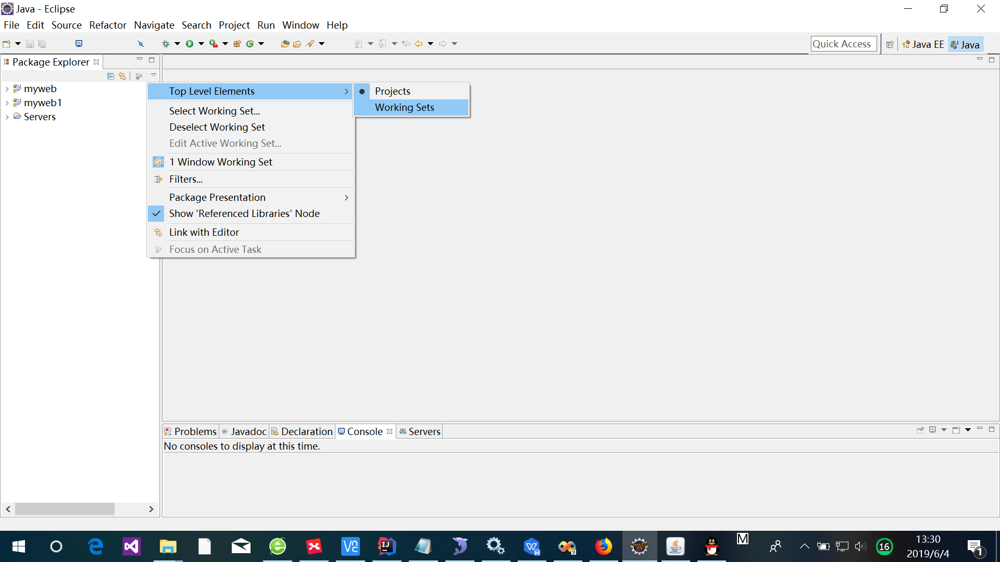 Java - Eclipse
File Edit Source Refactor Navigate Search Project Run Window Help
Quick Access Java EE Java
Package Explorer
myweb
myweb1
Servers
Top Level Elements
Select Working Set...
Deselect Working Set
Edit Active Working Set...
1 Window Working Set
Filters...
Package Presentation
Show 'Referenced Libraries' Node
Link with Editor
Focus on Active Task
Projects
Working Sets
Problems @ Javadoc Declaration Console Servers
No consoles to display at this time.
M
16
13:30
2019/6/4
1